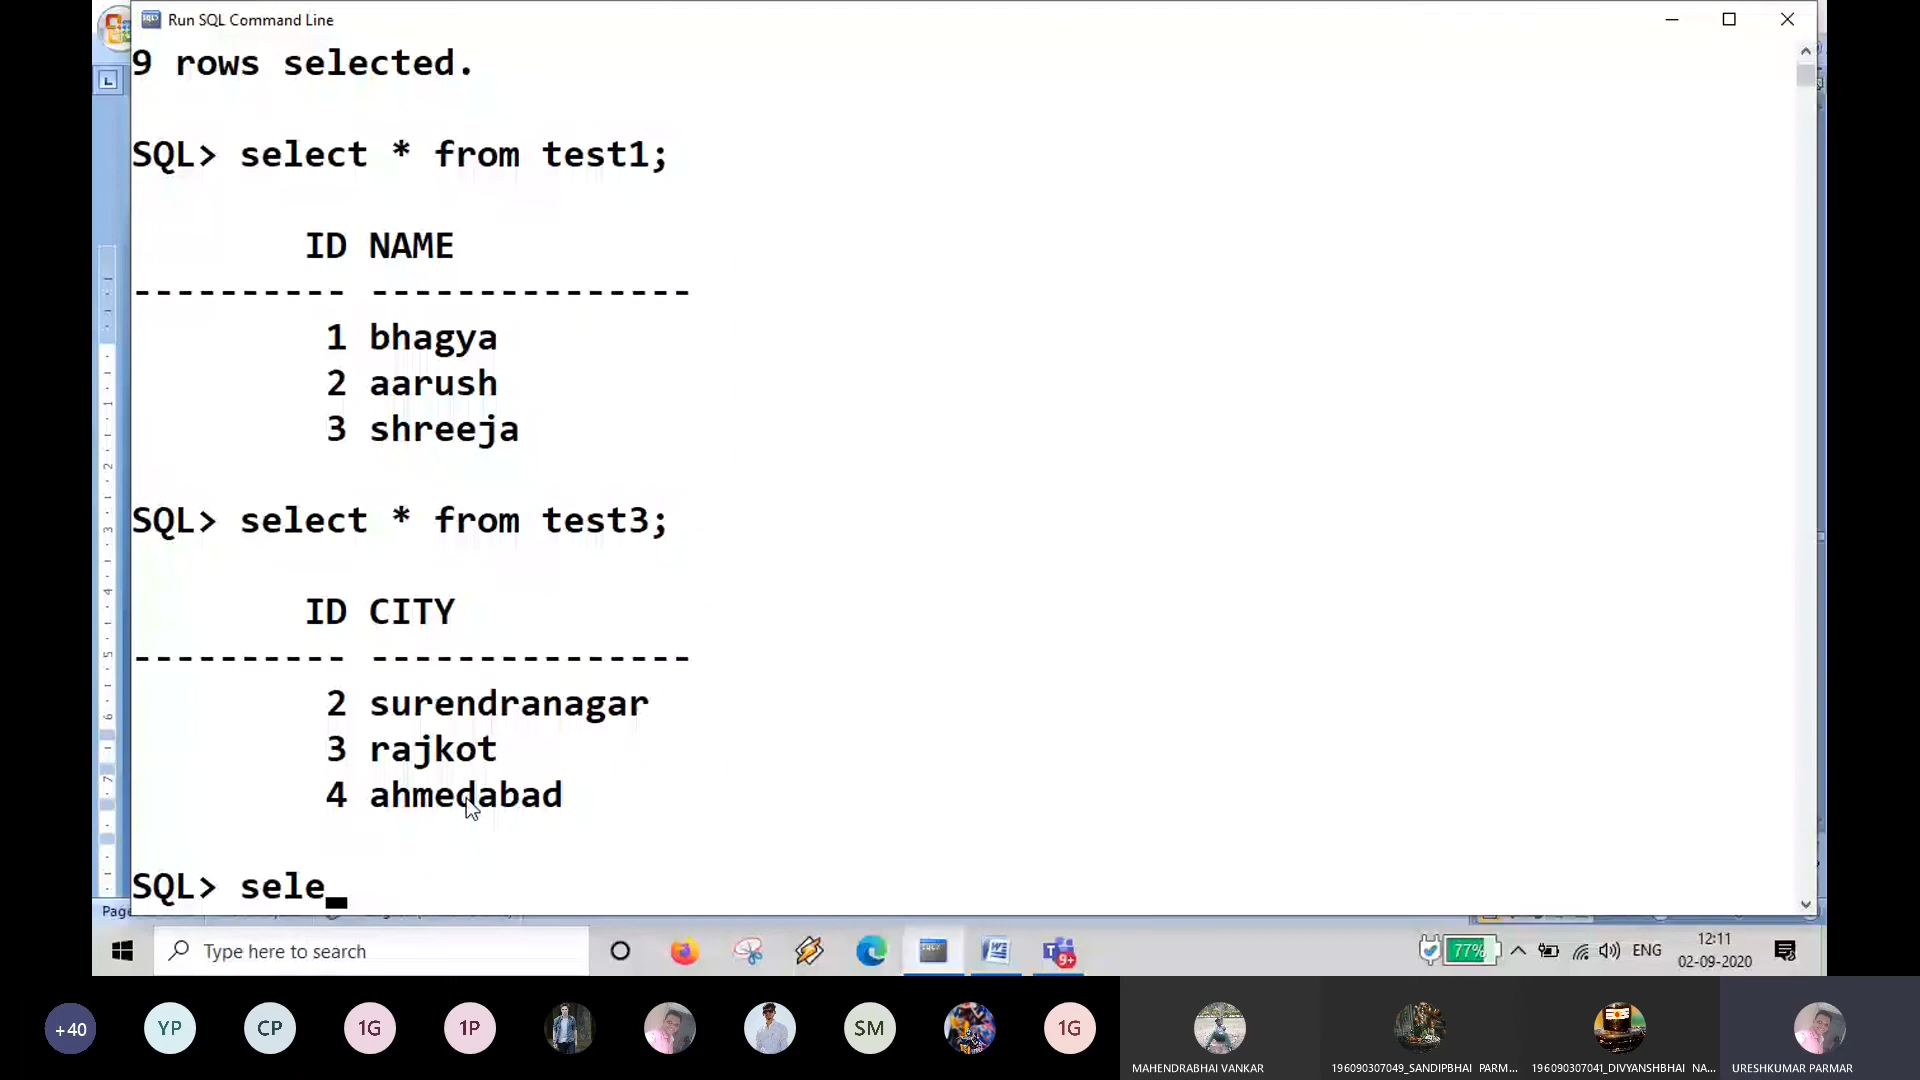 Run SQL Command Line
9 rows selected.
SQL> select * from test1;
ID NAME
---------- ---------------
1 bhagya
2 aarush
3 shreeja
SQL> select * from test3;
ID CITY
---------- ---------------
2 surendranagar
3 rajkot
4 ahmedabad
SQL> sele_
Page
Type here to search
9+
77%
ENG
12:11
02-09-2020
+40
YP
CP
1G
1P
SM
1G
MAHENDRABHAI VANKAR
196090307049_SANDIPBHAI PARM...
196090307041_DIVYANSHBHAI NA...
URESHKUMAR PARMAR